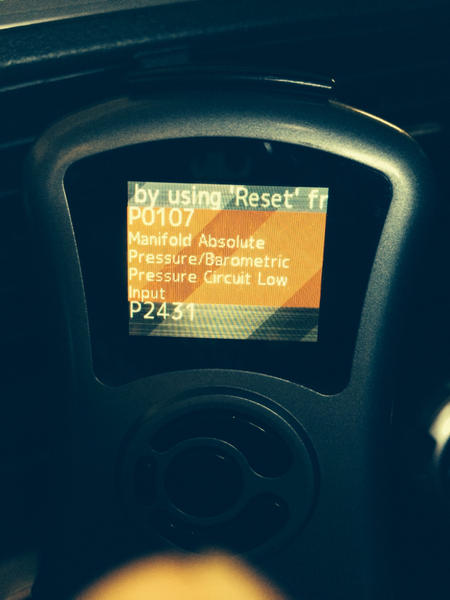 by using 'Reset' fr
P0107
Manifold Absolute
Pressure/Barometric
Pressure Circuit Low
Input
P2431